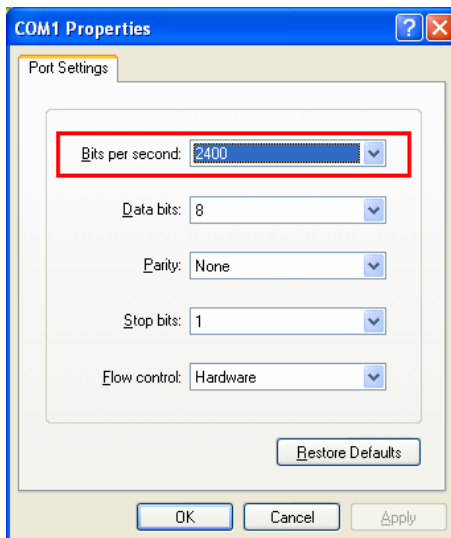 COM1 Properties
Port Settings
Bits per second: 2400
Data bits: 8
Parity: None
Stop bits: 1
Flow control: Hardware
Restore Defaults
OK Cancel Apply